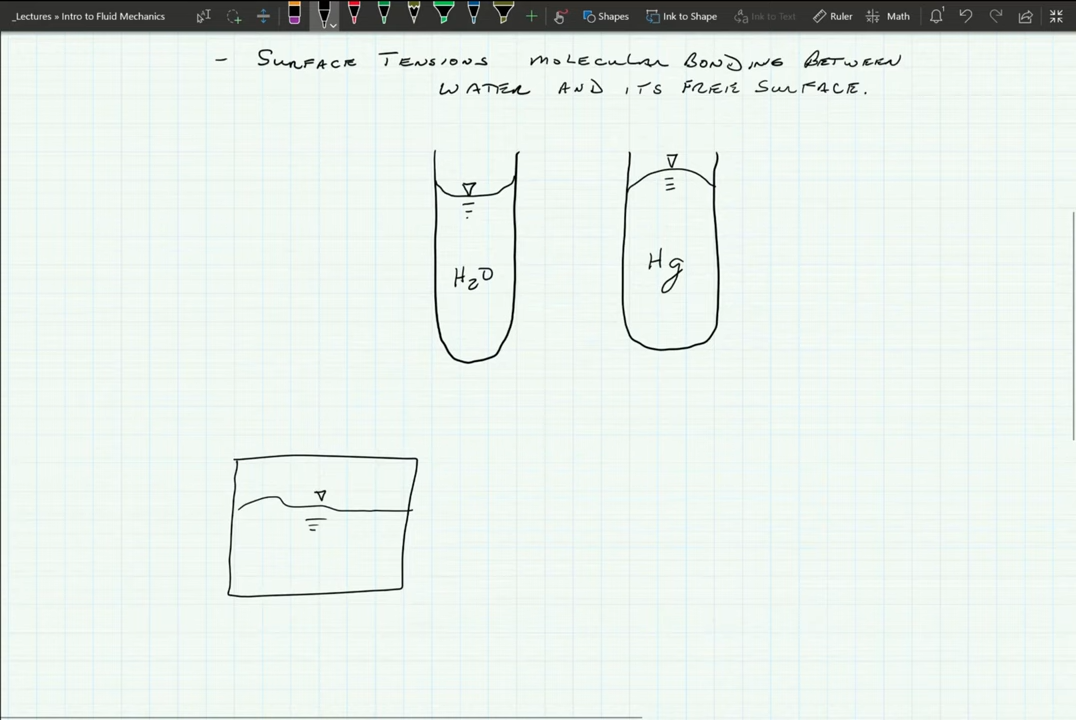 _Lectures » Intro to Fluid Mechanics
Shapes
Ink to Shape
Ink to Text
Ruler
Math
- SURFACE TENSIONS MOLECULAR BONDING BETWEEN
WATER AND ITS FREE SURFACE.
H2O
Hg